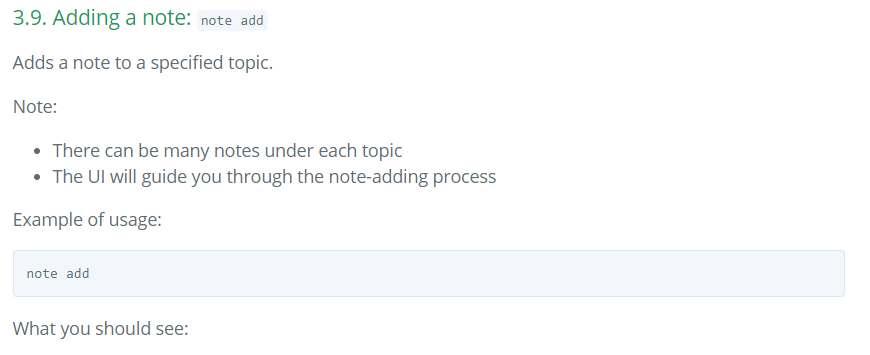 3.9. Adding a note: note add
Adds a note to a specified topic.
Note:
• There can be many notes under each topic
• The UI will guide you through the note-adding process
Example of usage:
note add
What you should see: